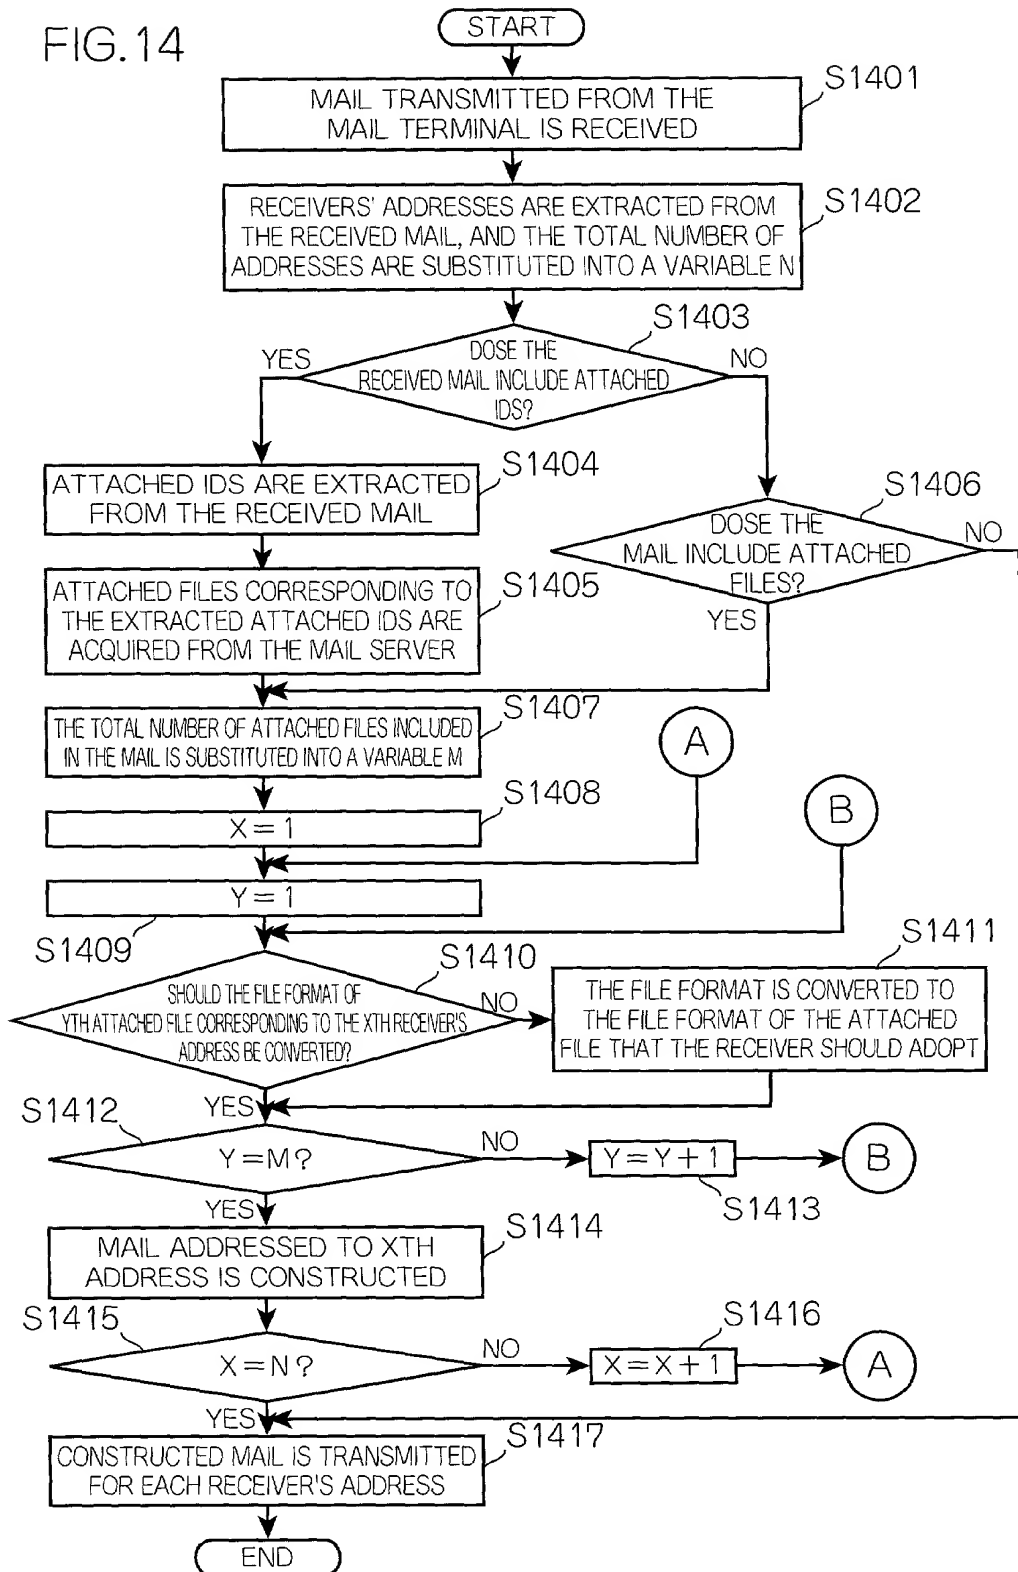 FIG.14
START
S1401
MAIL TRANSMITTED FROM THE
MAIL TERMINAL IS RECEIVED
S1402
RECEIVERS' ADDRESSES ARE EXTRACTED FROM
THE RECEIVED MAIL, AND THE TOTAL NUMBER OF
ADDRESSES ARE SUBSTITUTED INTO A VARIABLE N
S1403
DOSE THE
RECEIVED MAIL INCLUDE ATTACHED
IDS?
YES
NO
S1404
ATTACHED IDS ARE EXTRACTED
FROM THE RECEIVED MAIL
S1406
DOSE THE
MAIL INCLUDE ATTACHED
FILES?
NO
YES
S1405
ATTACHED FILES CORRESPONDING TO
THE EXTRACTED ATTACHED IDS ARE
ACQUIRED FROM THE MAIL SERVER
S1407
THE TOTAL NUMBER OF ATTACHED FILES INCLUDED
IN THE MAIL IS SUBSTITUTED INTO A VARIABLE M
A
S1408
X=1
B
Y=1
S1409
S1410
SHOULD THE FILE FORMAT OF
YTH ATTACHED FILE CORRESPONDING TO THE XTH RECEIVER'S
ADDRESS BE CONVERTED?
NO
S1411
THE FILE FORMAT IS CONVERTED TO
THE FILE FORMAT OF THE ATTACHED
FILE THAT THE RECEIVER SHOULD ADOPT
YES
S1412
Y=M?
NO
Y=Y+1
B
S1413
YES
S1414
MAIL ADDRESSED TO XTH
ADDRESS IS CONSTRUCTED
S1415
X=N?
NO
S1416
X=X+1
A
YES
S1417
CONSTRUCTED MAIL IS TRANSMITTED
FOR EACH RECEIVER'S ADDRESS
END